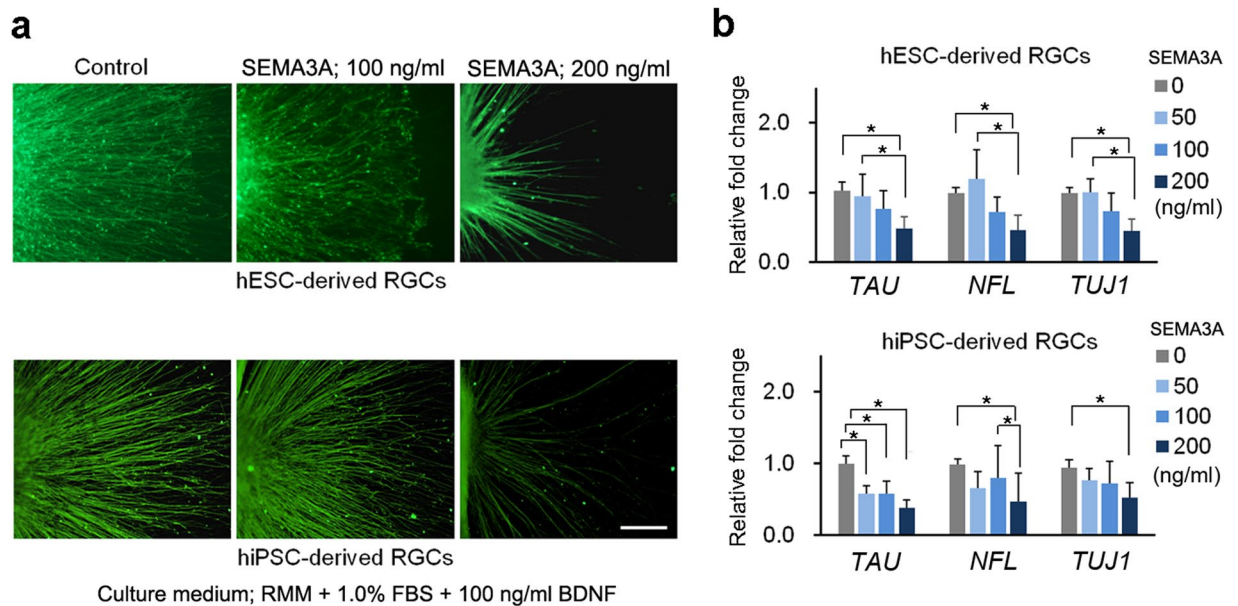 a
Control
SEMA3A; 100 ng/ml
SEMA3A; 200 ng/ml
hESC-derived RGCs
hiPSC-derived RGCs
Culture medium; RMM + 1.0% FBS + 100 ng/ml BDNF
b
hESC-derived RGCs
SEMA3A
0
50
100
200
(ng/ml)
Relative fold change
2.0
1.0
0.0
* * * * * *
TAU NFL TUJ1
hiPSC-derived RGCs
SEMA3A
0
50
100
200
(ng/ml)
Relative fold change
2.0
1.0
0.0
* * * * * *
TAU NFL TUJ1